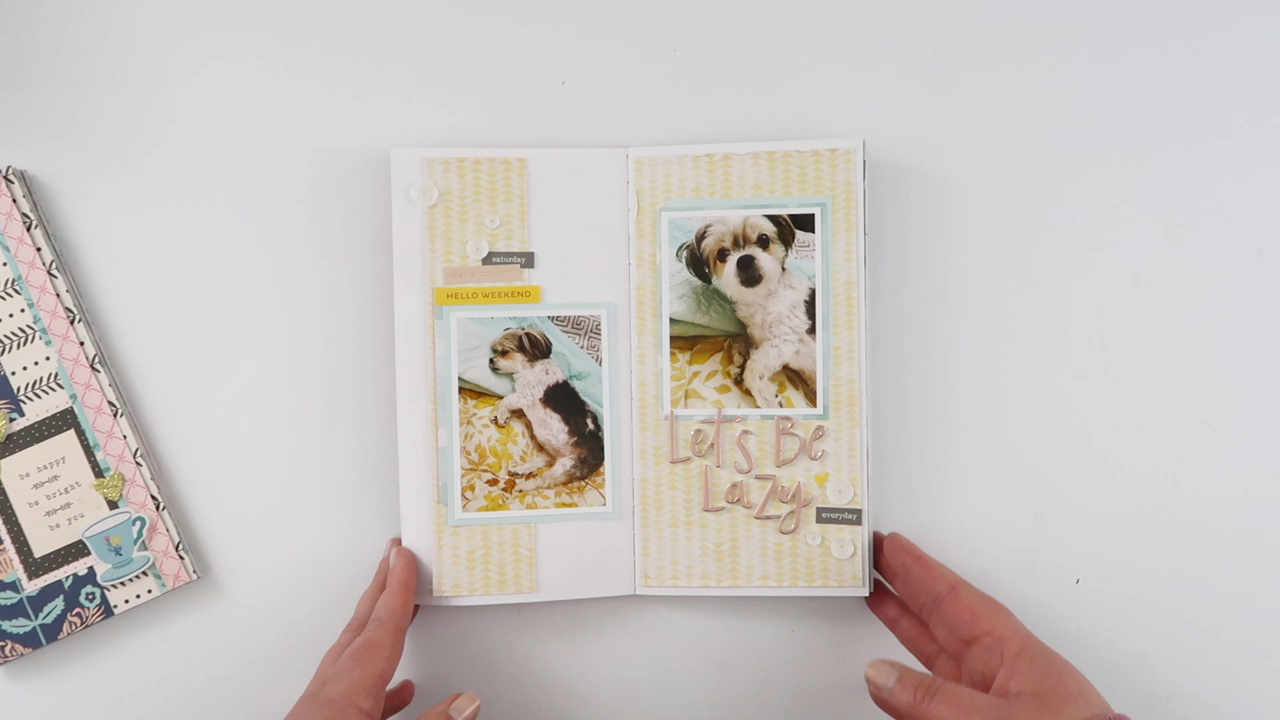 saturday
HELLO WEEKEND
Let's Be
Lazy
everyday
be happy
be bright
be you